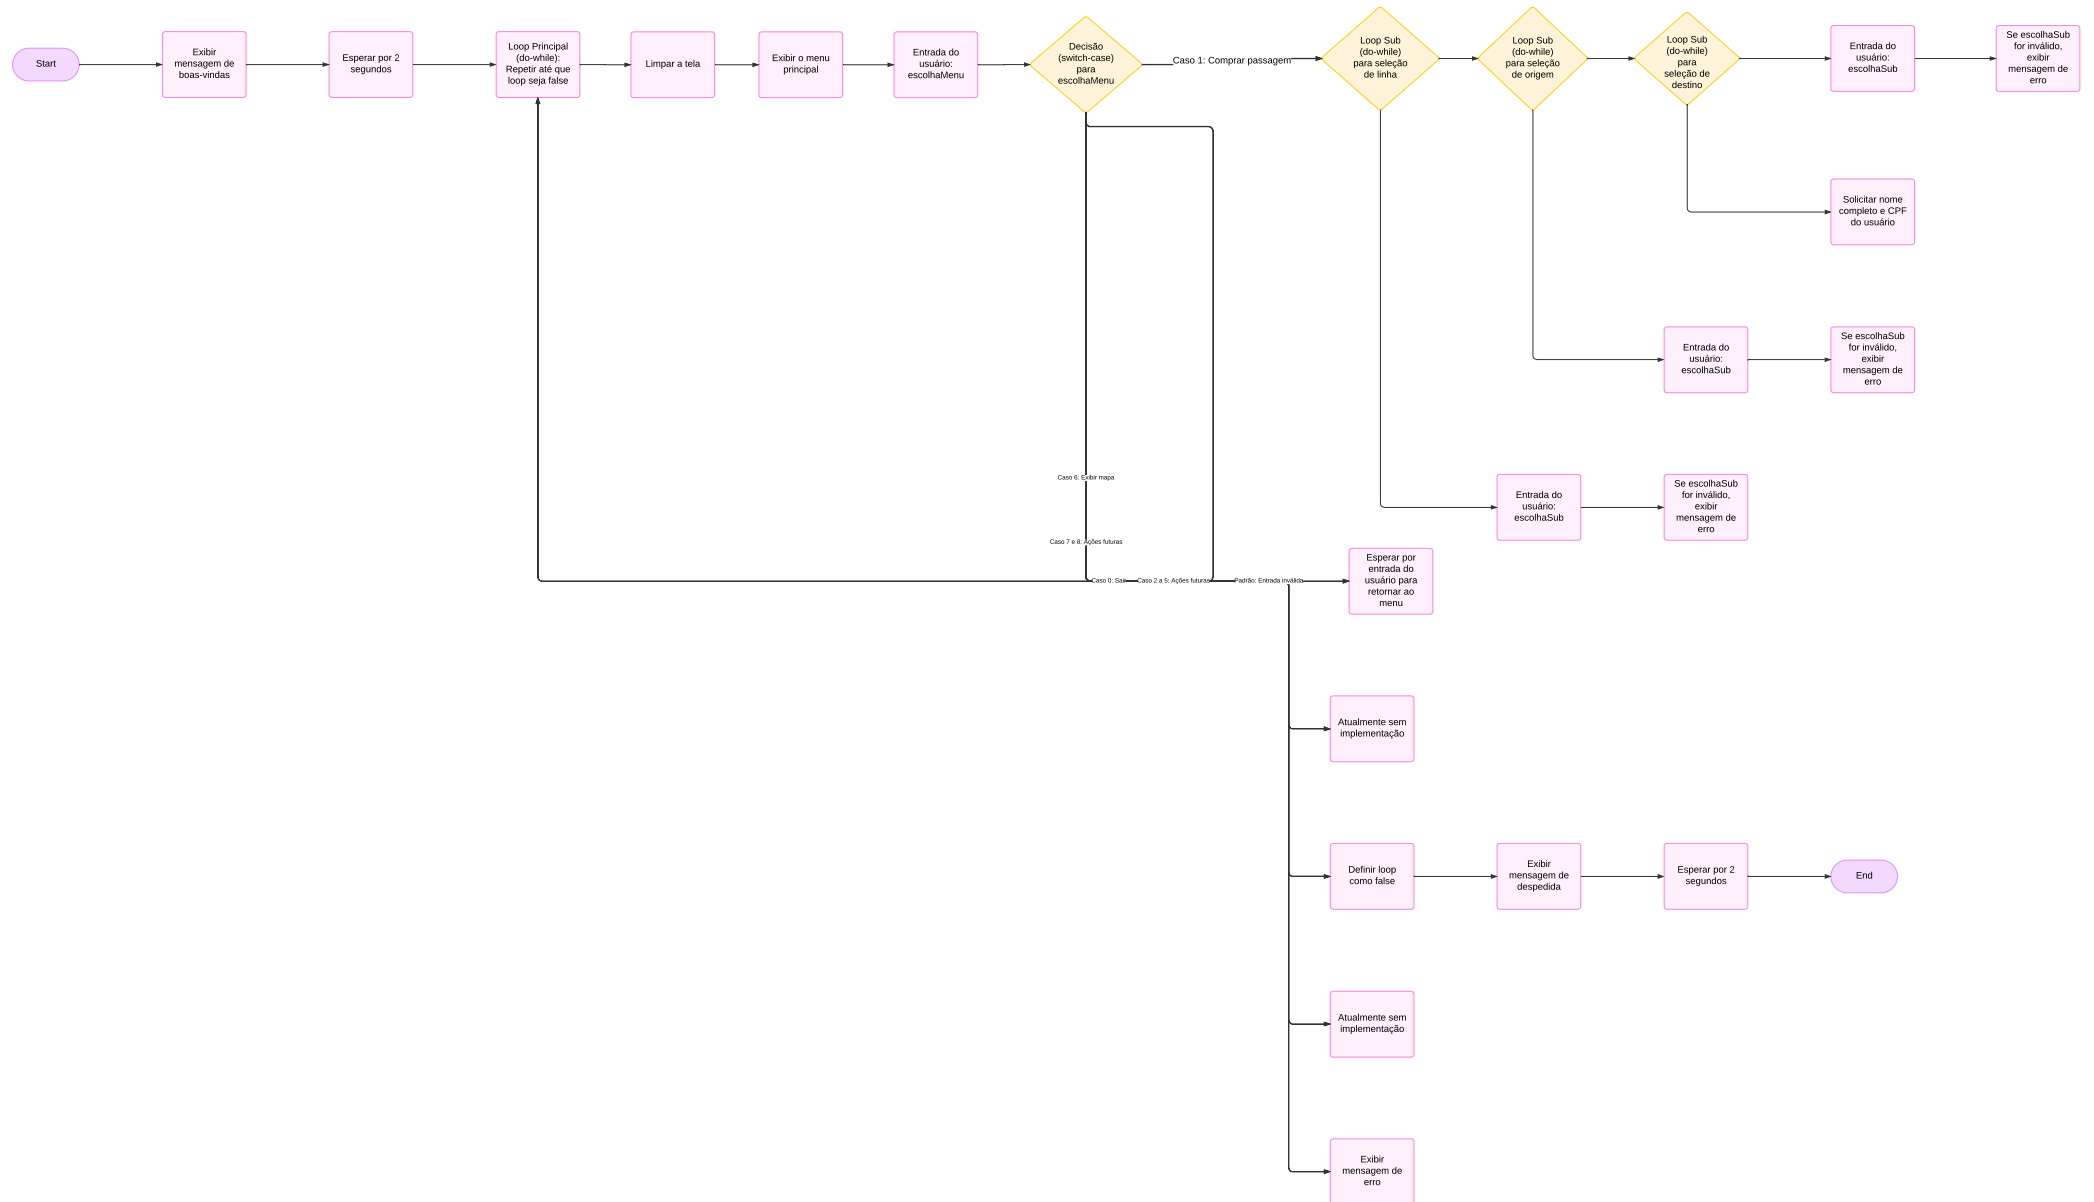 Start
Exibir
mensagem de
boas-vindas
Esperar por 2
segundos
Loop Principal
(do-while):
Repetir até que
loop seja false
Limpar a tela
Exibir o menu
principal
Entrada do
usuário:
escolhaMenu
Decisão
(switch-case)
para
escolhaMenu
Caso 1: Comprar passagem
Loop Sub
(do-while)
para seleção
de linha
Loop Sub
(do-while)
para seleção
de origem
Loop Sub
(do-while)
para
seleção de
destino
Entrada do
usuário:
escolhaSub
Se escolhaSub
for inválido,
exibir
mensagem de
erro
Solicitar nome
completo e CPF
do usuário
Entrada do
usuário:
escolhaSub
Se escolhaSub
for inválido,
exibir
mensagem de
erro
Caso 6: Exibir mapa
Entrada do
usuário:
escolhaSub
Se escolhaSub
for inválido,
exibir
mensagem de
erro
Caso 7 e 8: Ações futuras
Caso 0: Sair
Caso 2 a 5: Ações futuras
Padrão: Entrada inválida
Esperar por
entrada do
usuário para
retornar ao
menu
Atualmente sem
implementação
Definir loop
como false
Exibir
mensagem de
despedida
Esperar por 2
segundos
End
Atualmente sem
implementação
Exibir
mensagem de
erro